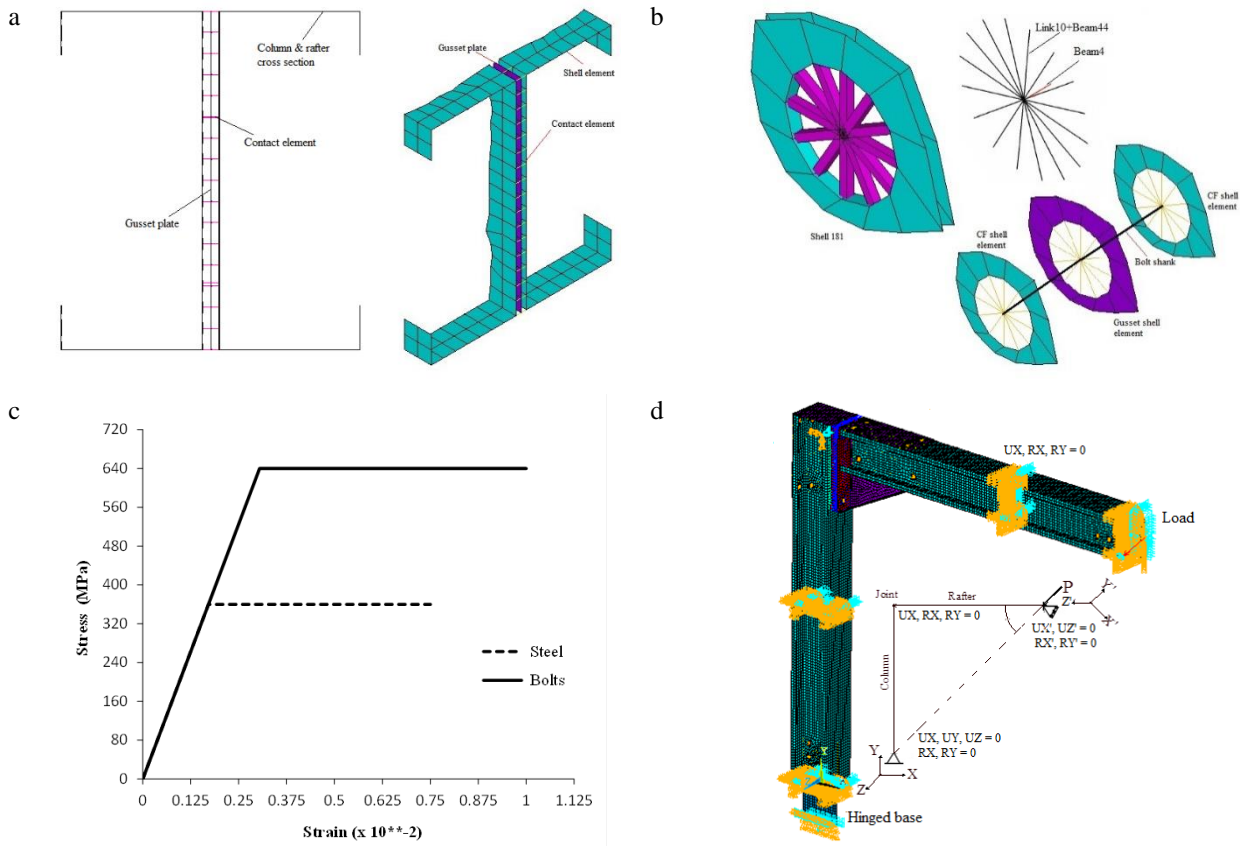 a
Column & rafter
cross section
Contact element
Gusset plate
Gusset plate
Shell element
Contact element
b
Link10+Beam44
Beam4
Shell 181
CF shell
element
CF shell
element
Bolt shank
Gusset shell
element
c
Stress (MPa)
720
640
560
480
400
320
240
160
80
0
0 0.125 0.25 0.375 0.5 0.625 0.75 0.875 1 1.125
Strain (x 10**-2)
Steel
Bolts
d
UX, RX, RY = 0
Load
Joint
Rafter
P
Y'
Z'
X'
UX, RX, RY = 0
UX', UZ' = 0
RX', RY' = 0
Column
UX, UY, UZ = 0
RX, RY = 0
Y
X
Z
Hinged base